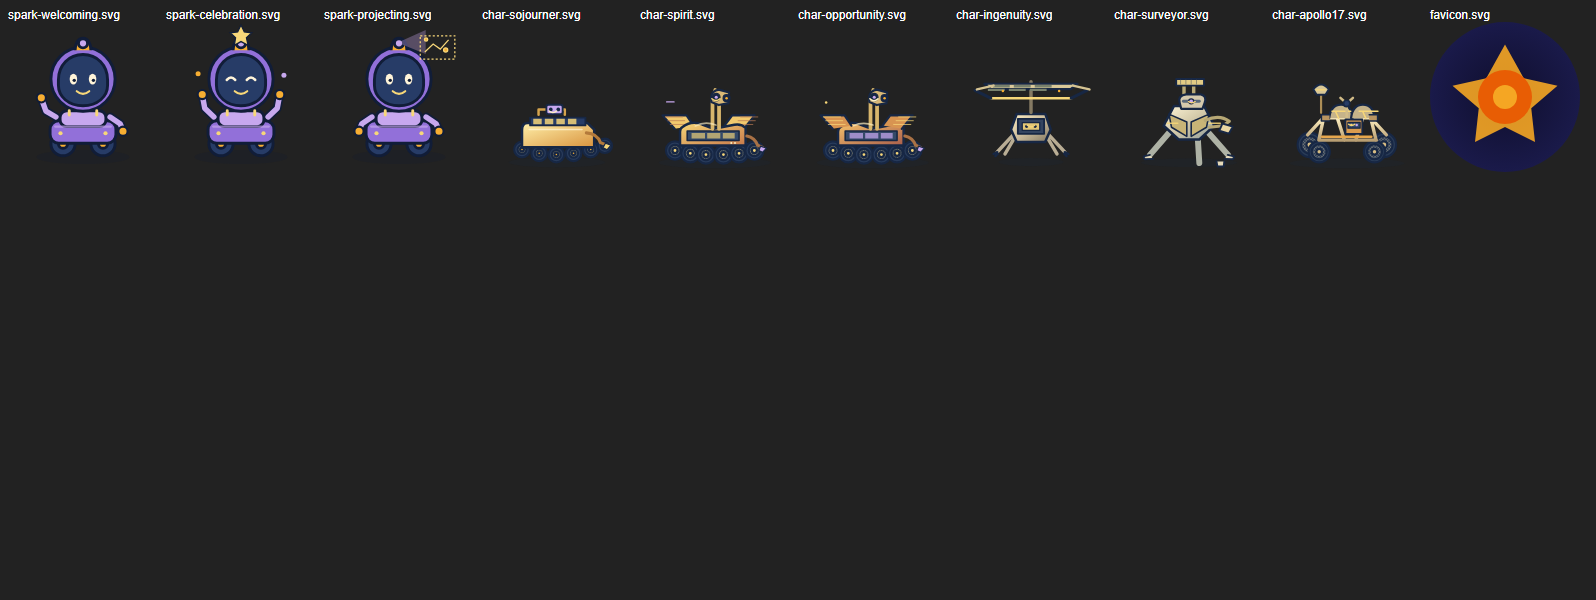 spark-welcoming.svg
spark-celebration.svg
spark-projecting.svg
char-sojourner.svg
char-spirit.svg
char-opportunity.svg
char-ingenuity.svg
char-surveyor.svg
char-apollo17.svg
favicon.svg